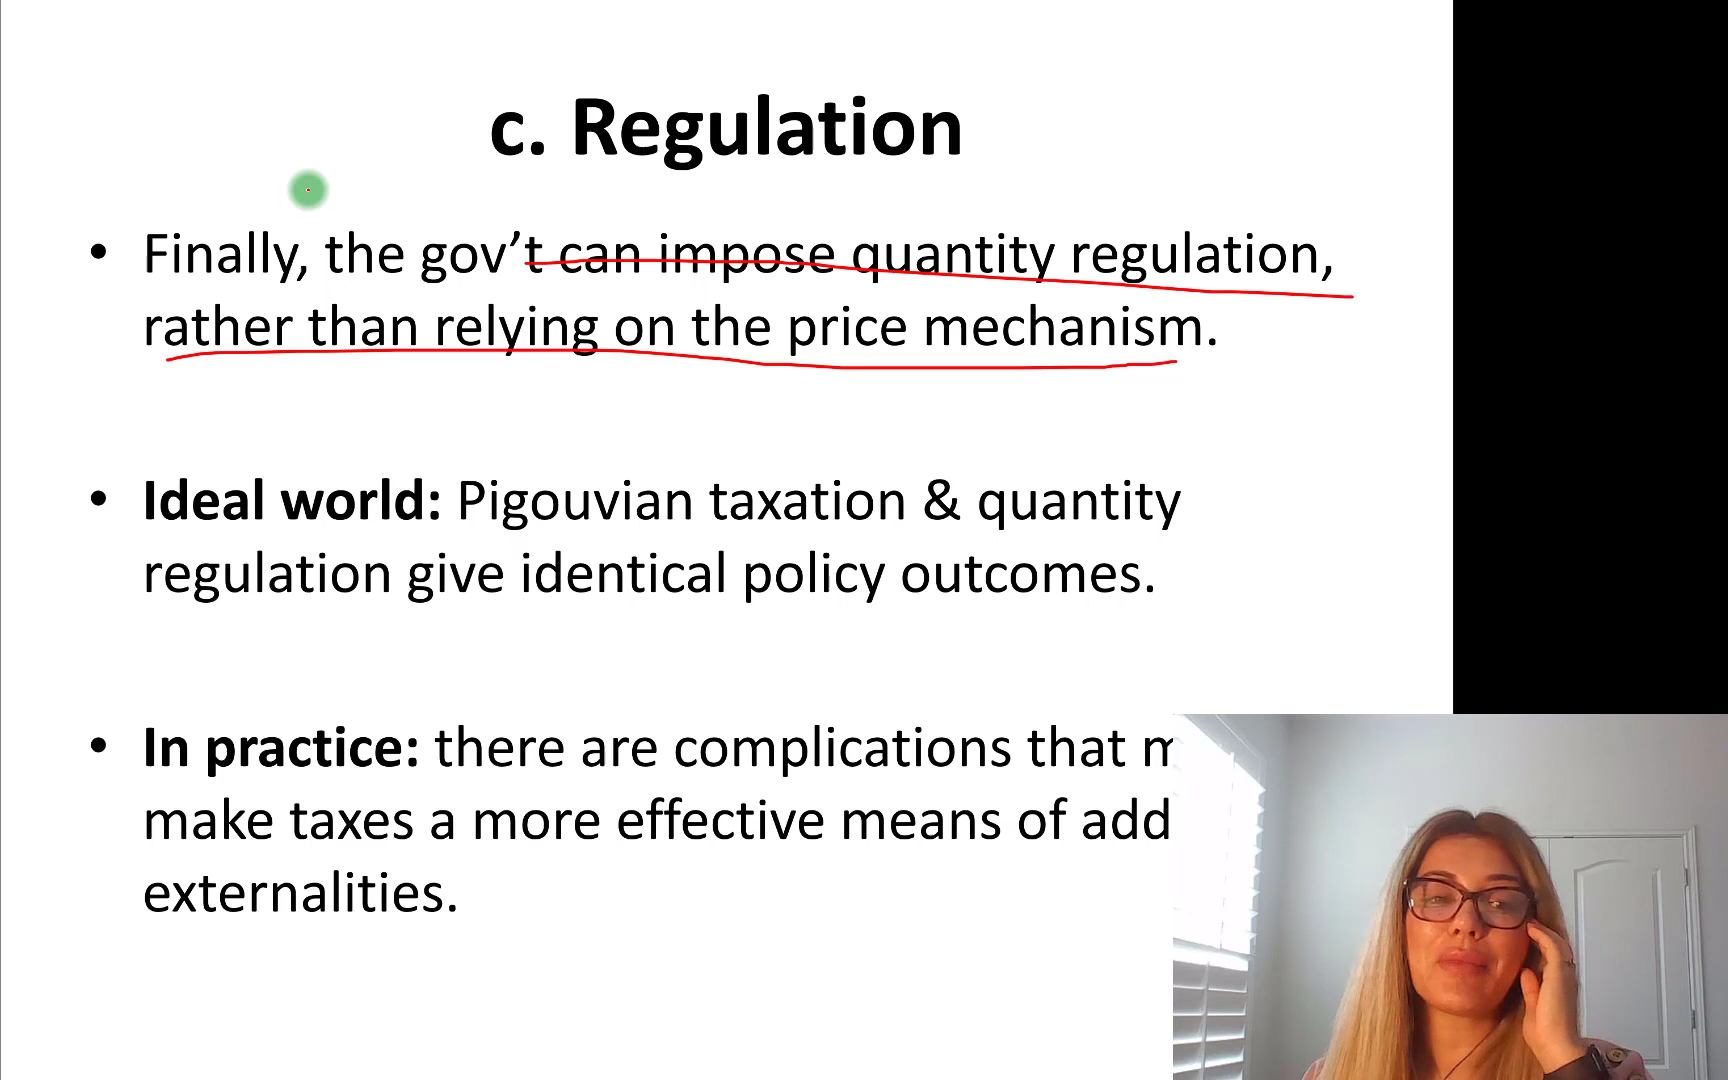 c. Regulation
• Finally, the gov’t can impose quantity regulation,
rather than relying on the price mechanism.
• Ideal world: Pigouvian taxation & quantity
regulation give identical policy outcomes.
• In practice: there are complications that
make taxes a more effective means of
externalities.